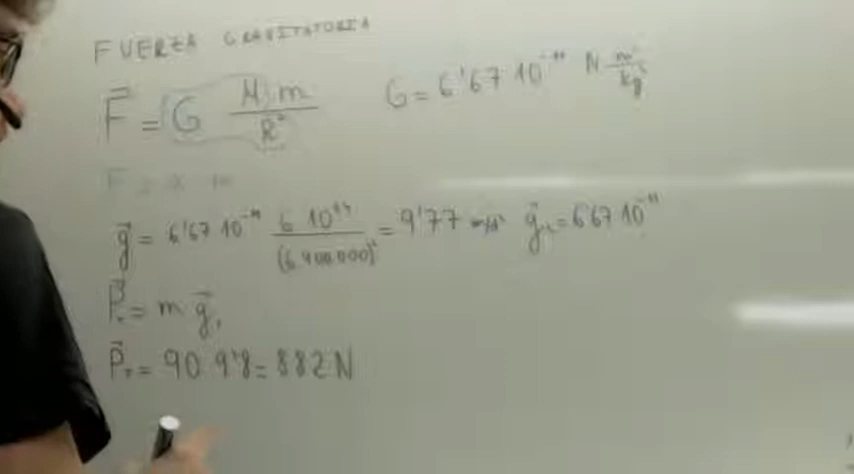 FUERZA GRAVITATORIA
F⃗ = G M m / R²
G = 6'67 10⁻¹¹ N m²/kg²
g⃗ = 6'67 10⁻¹¹ 6 10²⁴ / (6 400 000)² = 9'77 m/s²
g⃗ = 6'67 10⁻¹¹
P⃗ = m g⃗
P⃗ = 90 9'8 = 882 N